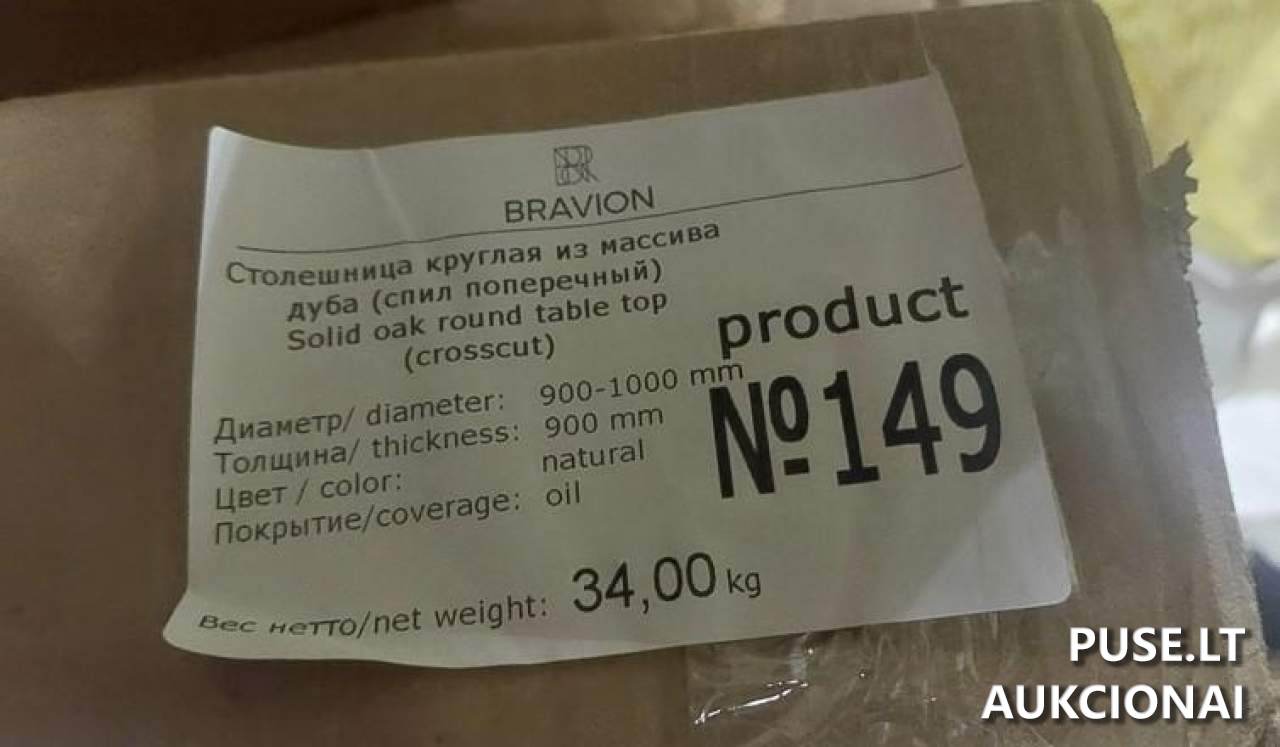 BRAVION
Столешница круглая из массива
дуба (спил поперечный)
Solid oak round table top
(crosscut)
product
№149
Диаметр/ diameter: 900-1000 mm
Толщина/ thickness: 900 mm
Цвет / color: natural
Покрытие/coverage: oil
Вес нетто/net weight: 34,00 kg
PUSE.LT
AUKCIONAI